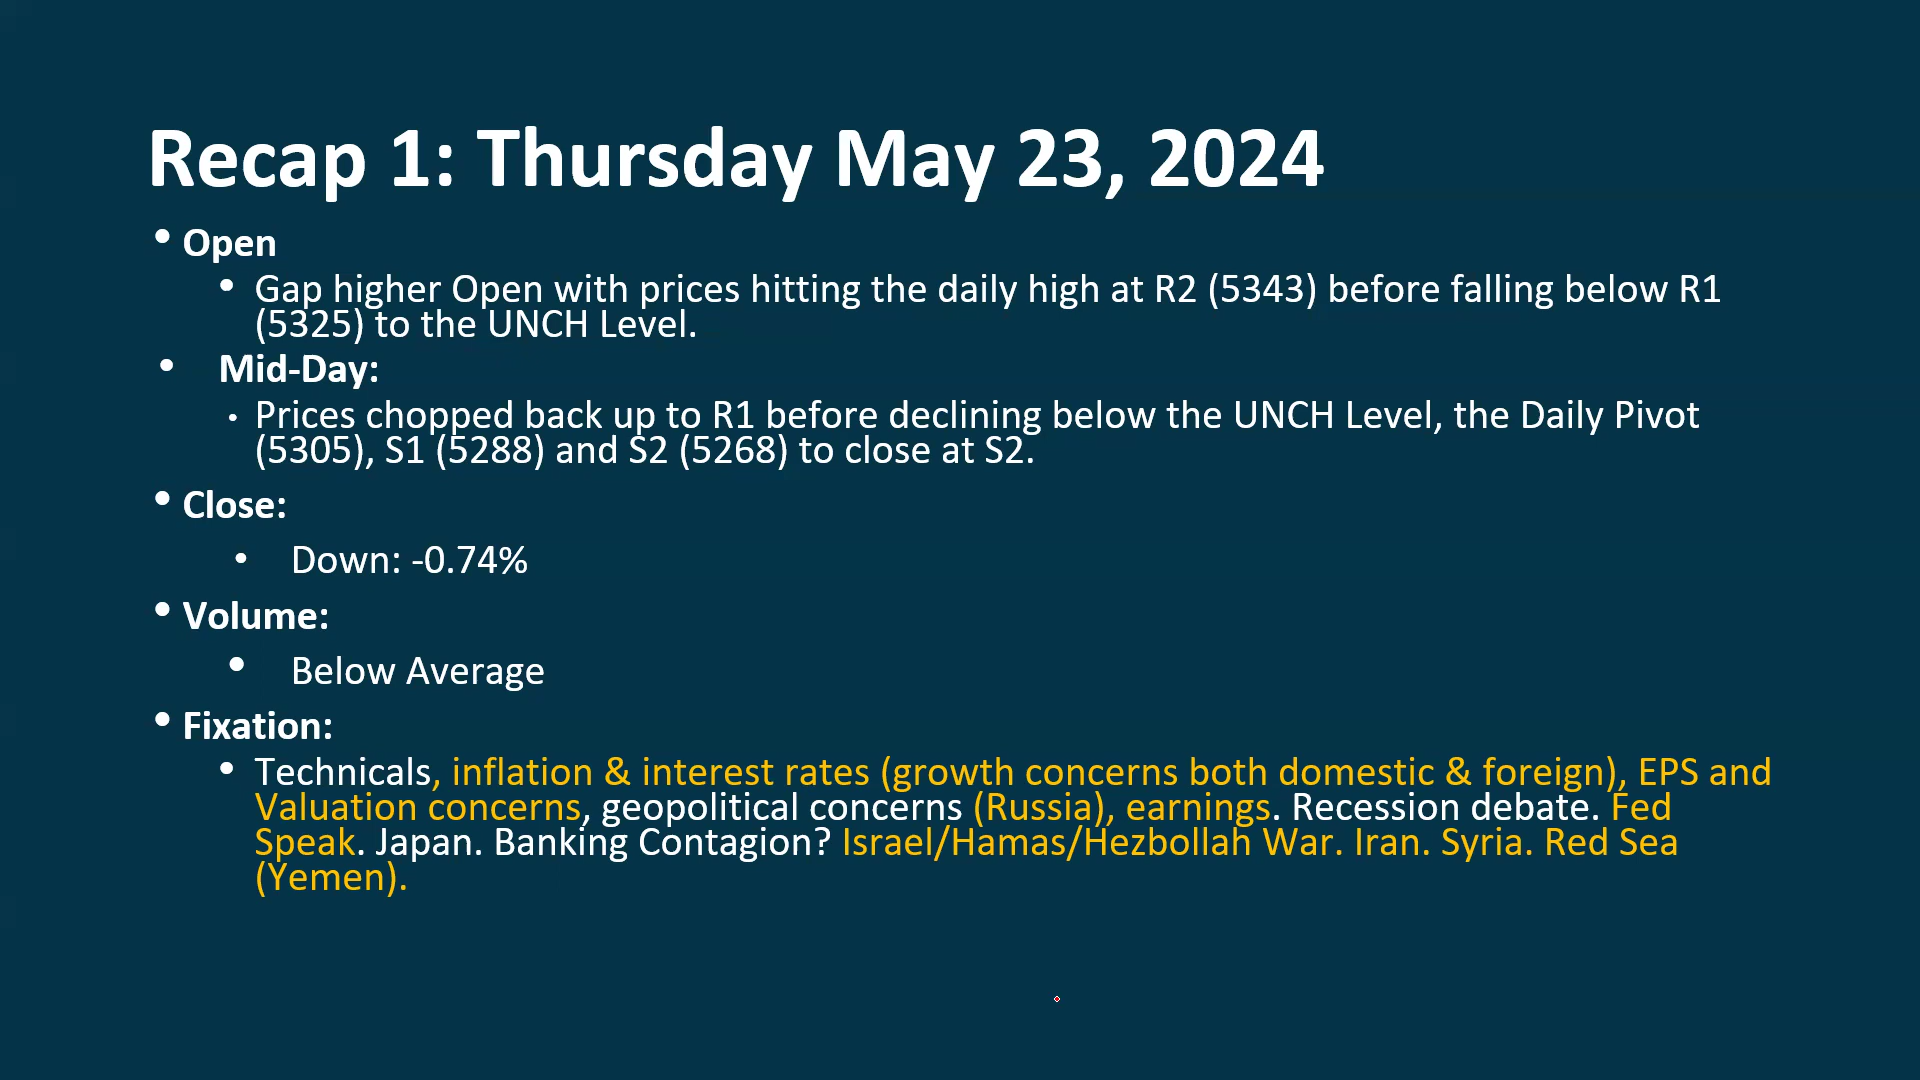 Recap 1: Thursday May 23, 2024
• Open
• Gap higher Open with prices hitting the daily high at R2 (5343) before falling below R1
(5325) to the UNCH Level.
• Mid-Day:
• Prices chopped back up to R1 before declining below the UNCH Level, the Daily Pivot
(5305), S1 (5288) and S2 (5268) to close at S2.
• Close:
• Down: -0.74%
• Volume:
• Below Average
• Fixation:
• Technicals, inflation & interest rates (growth concerns both domestic & foreign), EPS and
Valuation concerns, geopolitical concerns (Russia), earnings. Recession debate. Fed
Speak. Japan. Banking Contagion? Israel/Hamas/Hezbollah War. Iran. Syria. Red Sea
(Yemen).